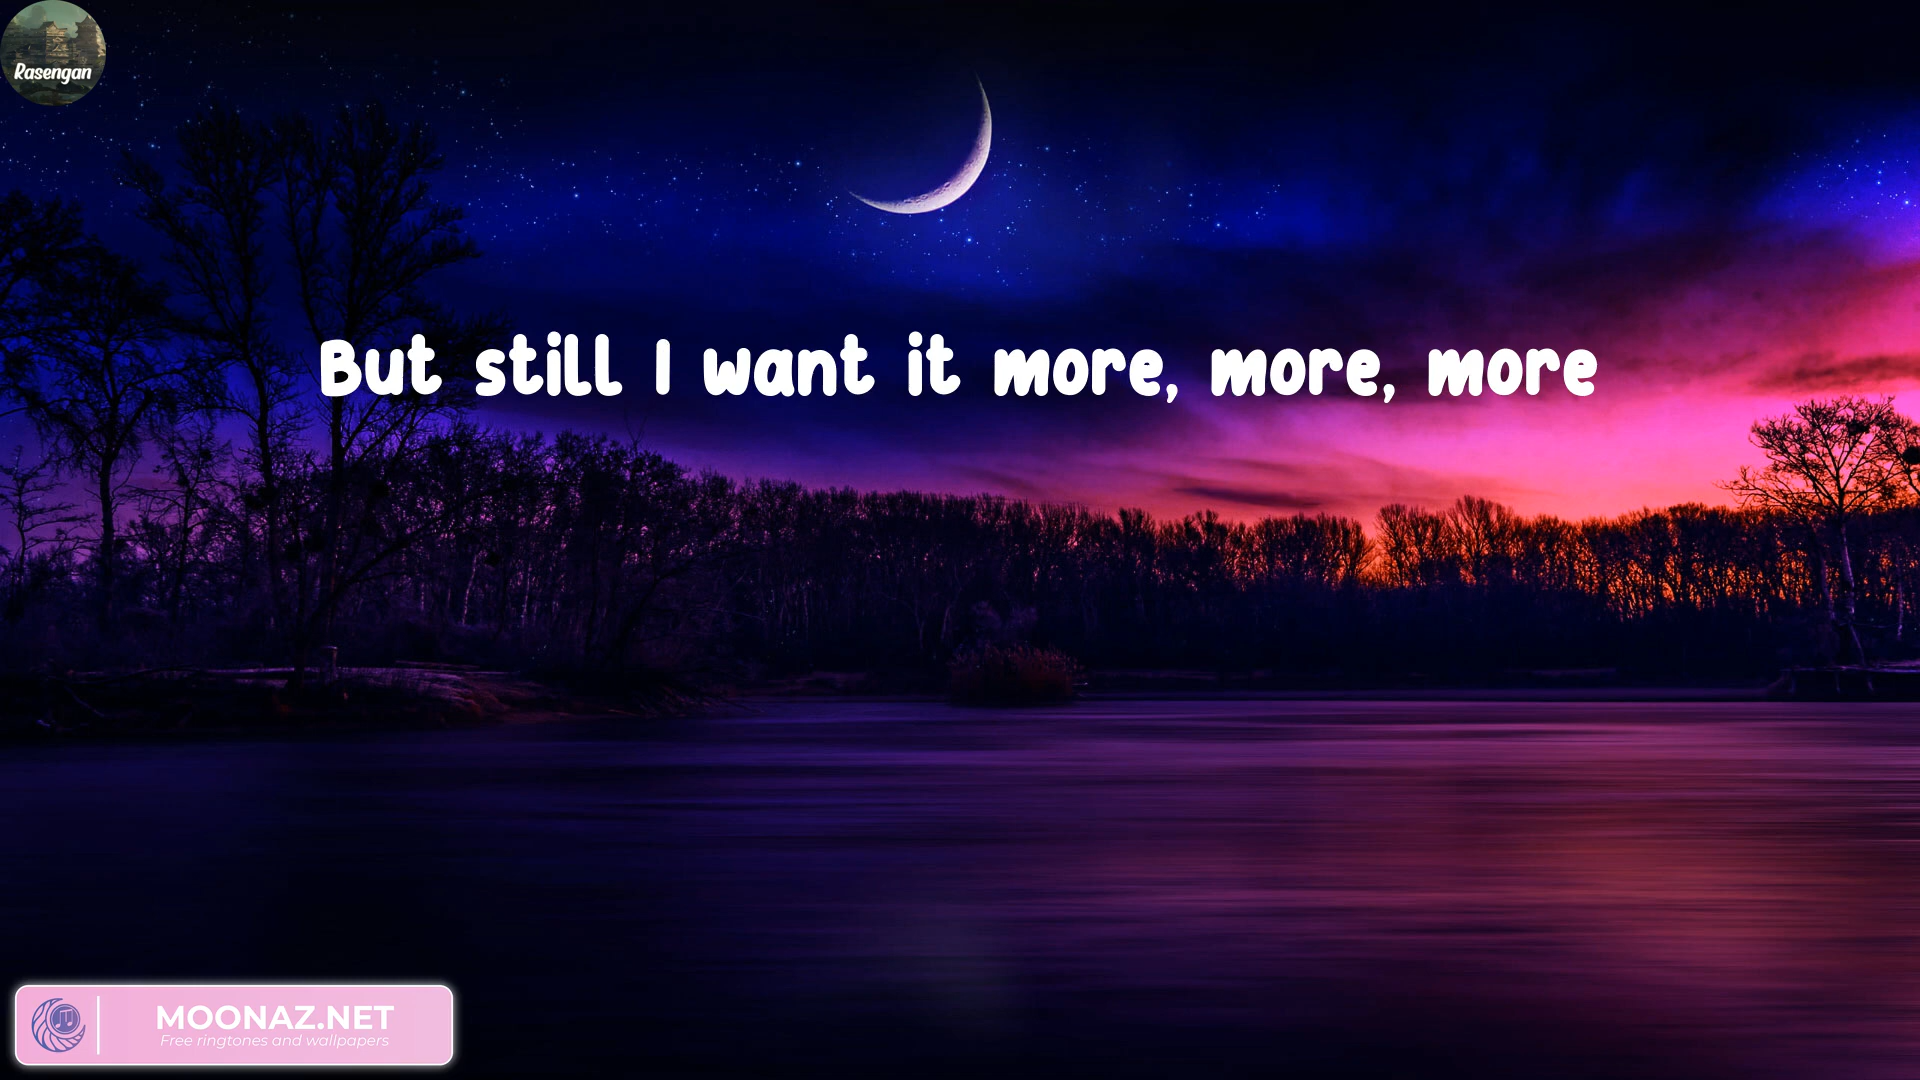 Rasengan
But still I want it more, more, more
MOONAZ.NET
Free ringtones and wallpapers